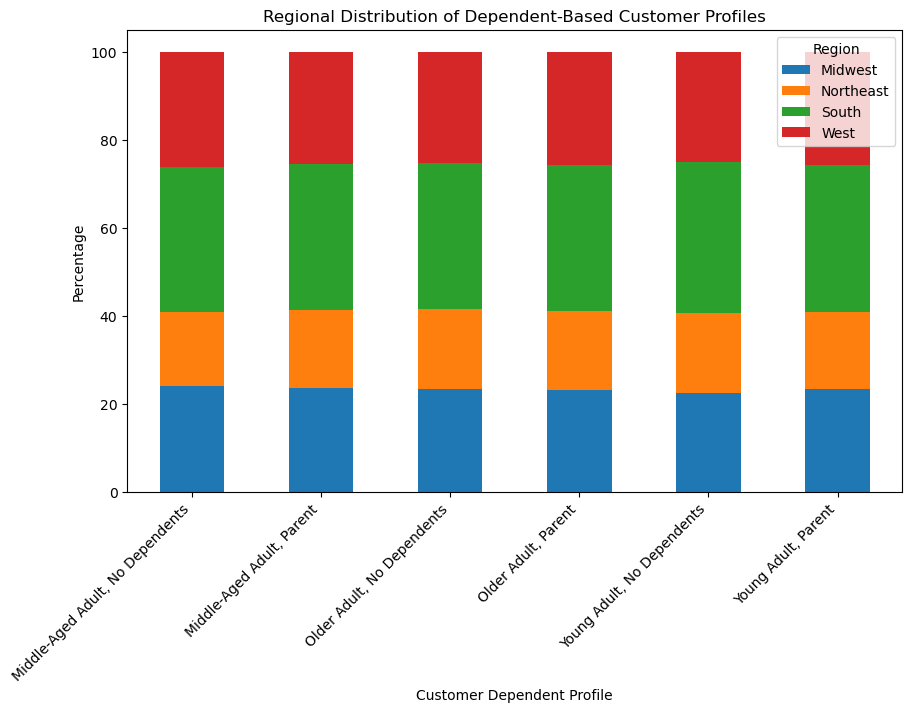 Regional Distribution of Dependent-Based Customer Profiles
Region
Midwest
Northeast
South
West
Percentage
100
80
60
40
20
0
Middle-Aged Adult, No Dependents
Middle-Aged Adult, Parent
Older Adult, No Dependents
Older Adult, Parent
Young Adult, No Dependents
Young Adult, Parent
Customer Dependent Profile